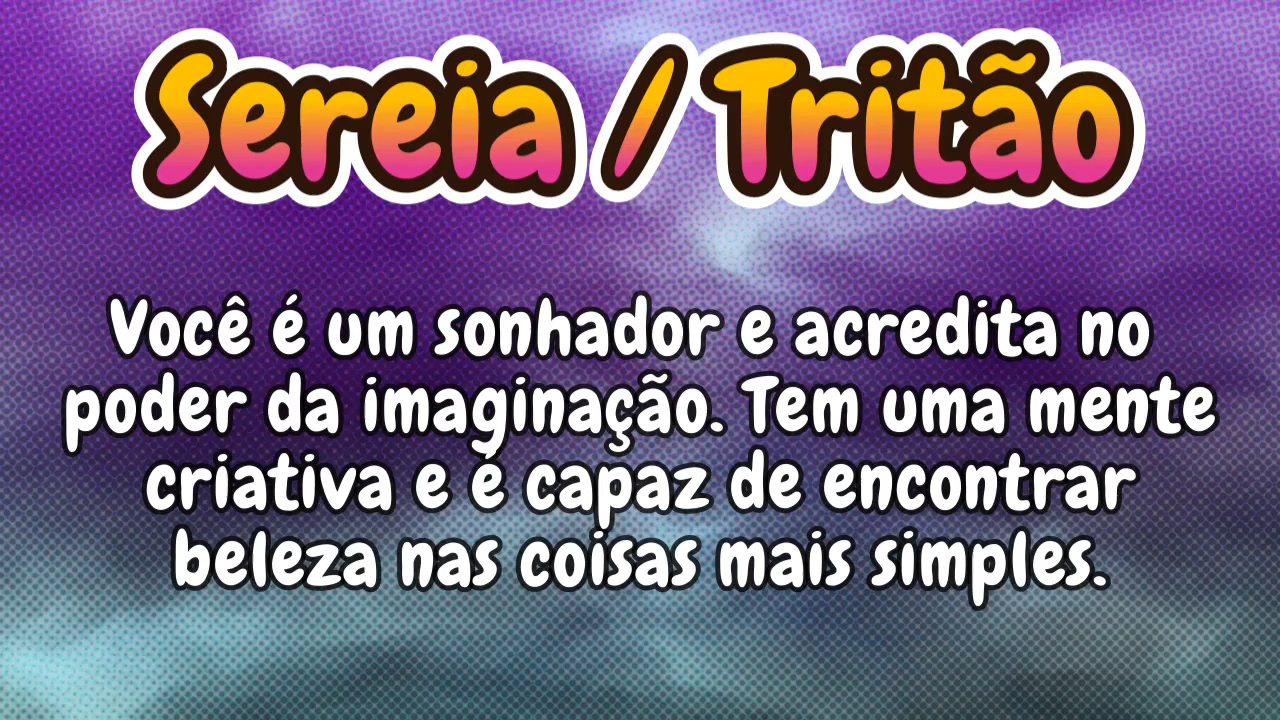 Sereia / Tritão
Você é um sonhador e acredita no
poder da imaginação. Tem uma mente
criativa e é capaz de encontrar
beleza nas coisas mais simples.